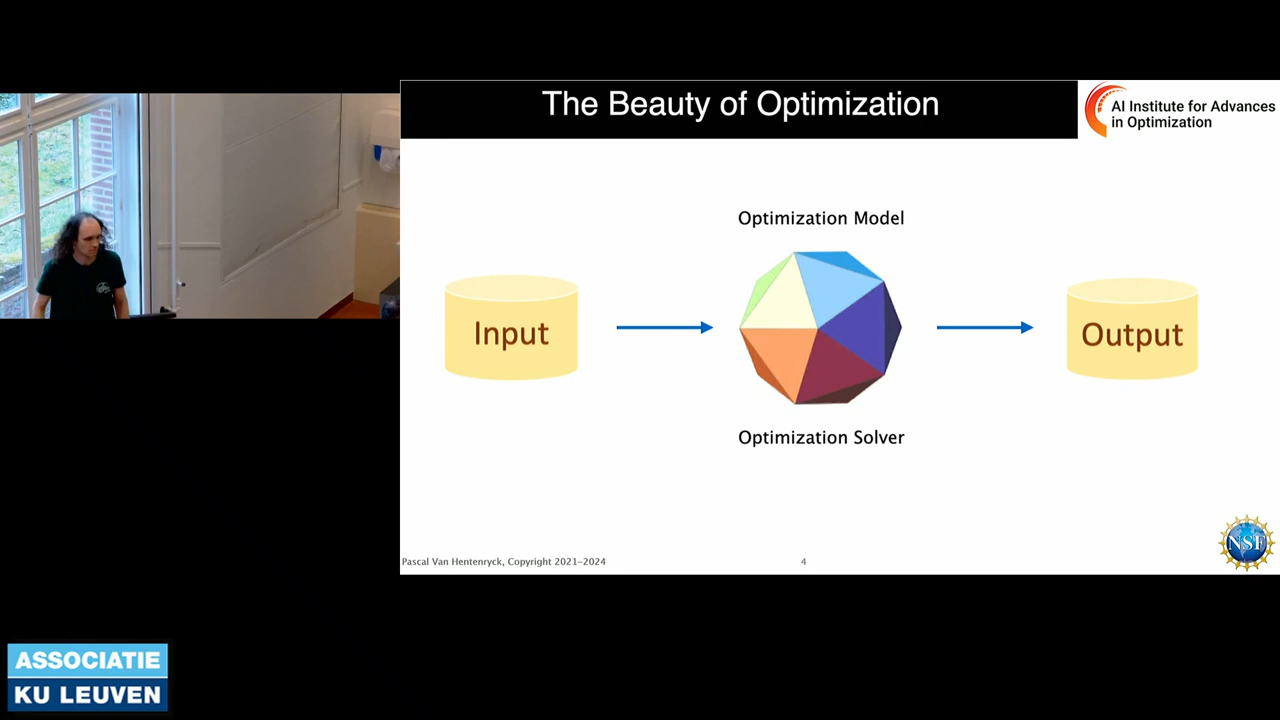 The Beauty of Optimization
AI Institute for Advances
in Optimization
Optimization Model
Input
Output
Optimization Solver
NSF
Pascal Van Hentenryck, Copyright 2021-2024
4
ASSOCIATIE
KU LEUVEN